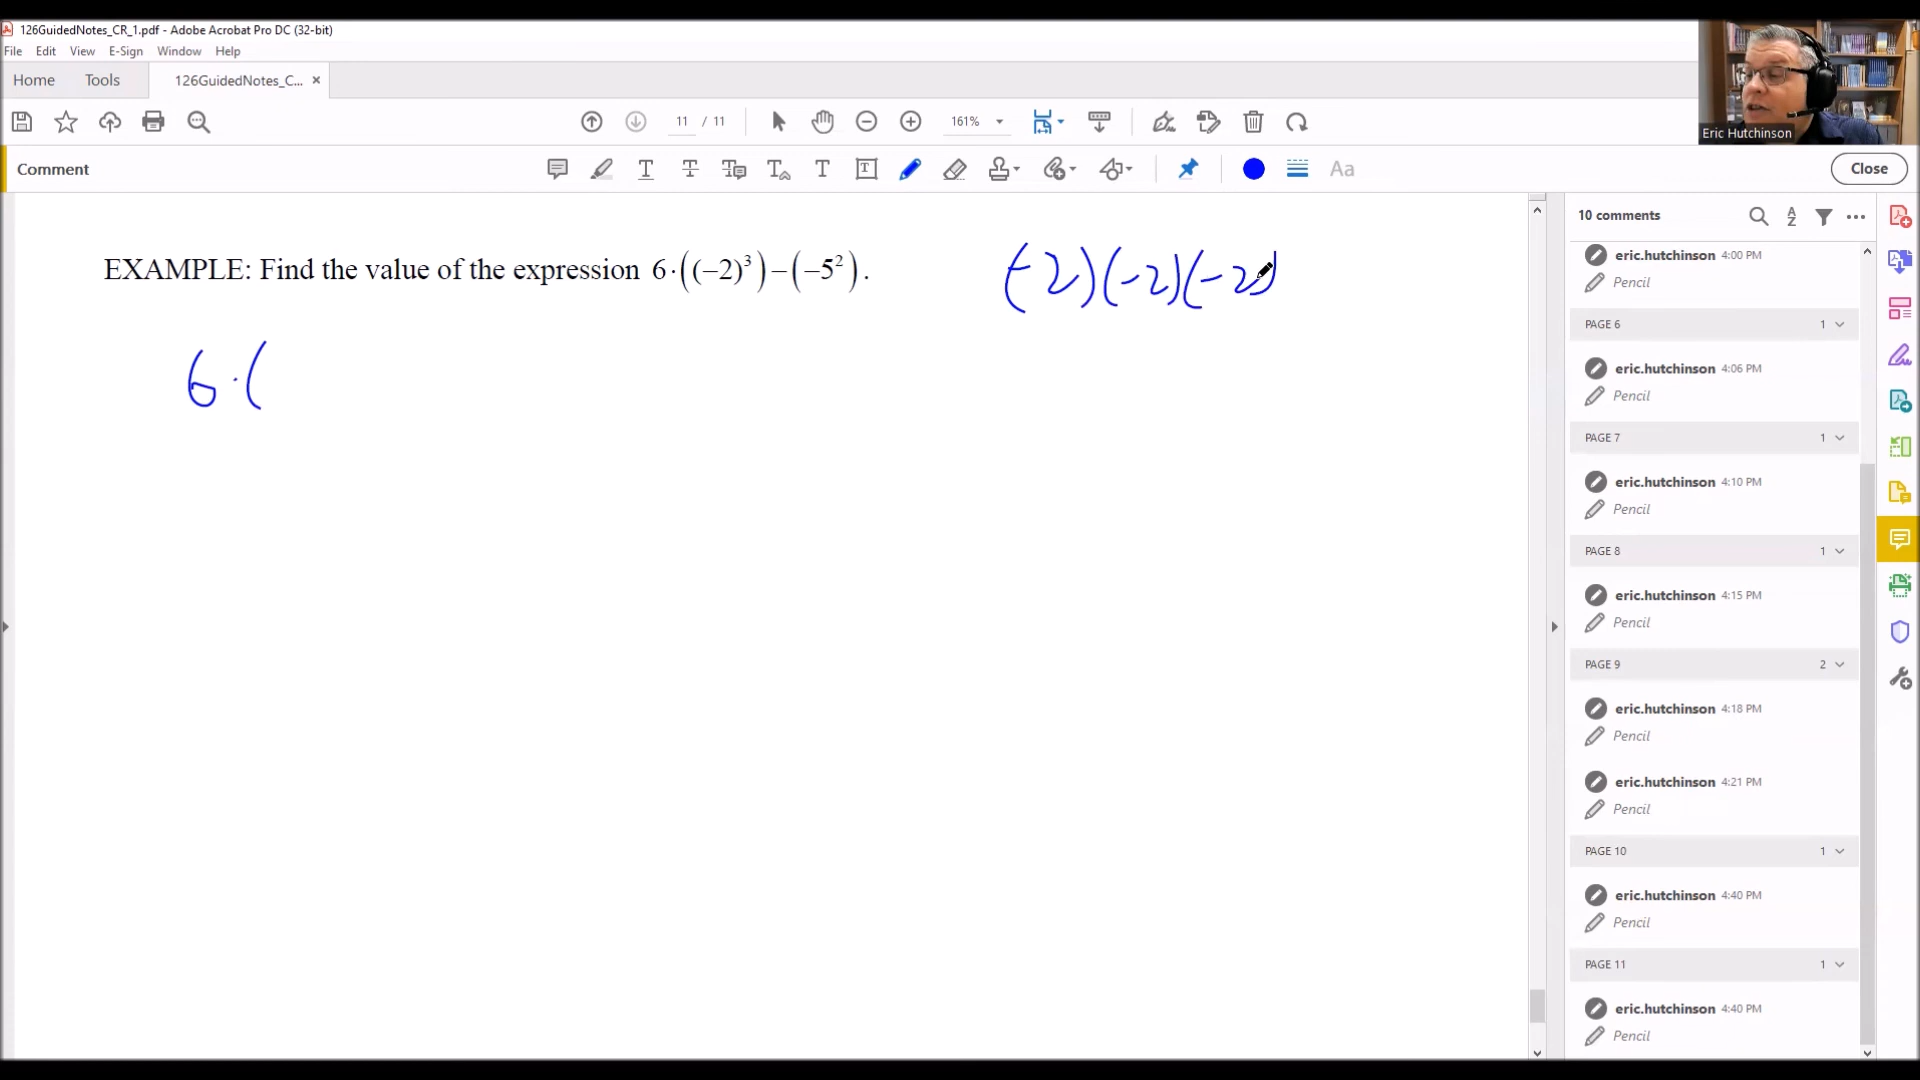 126GuidedNotes_CR_1.pdf - Adobe Acrobat Pro DC (32-bit)
File Edit View E-Sign Window Help
Home Tools 126GuidedNotes_C... ×
11 / 11 161%
Eric Hutchinson
Comment Aa Close
10 comments
EXAMPLE: Find the value of the expression 6·((−2)³)−(−5²).
(-2)(-2)(-2)
6·(
eric.hutchinson 4:00 PM
Pencil
PAGE 6 1
eric.hutchinson 4:06 PM
Pencil
PAGE 7 1
eric.hutchinson 4:10 PM
Pencil
PAGE 8 1
eric.hutchinson 4:15 PM
Pencil
PAGE 9 2
eric.hutchinson 4:18 PM
Pencil
eric.hutchinson 4:21 PM
Pencil
PAGE 10 1
eric.hutchinson 4:40 PM
Pencil
PAGE 11 1
eric.hutchinson 4:40 PM
Pencil